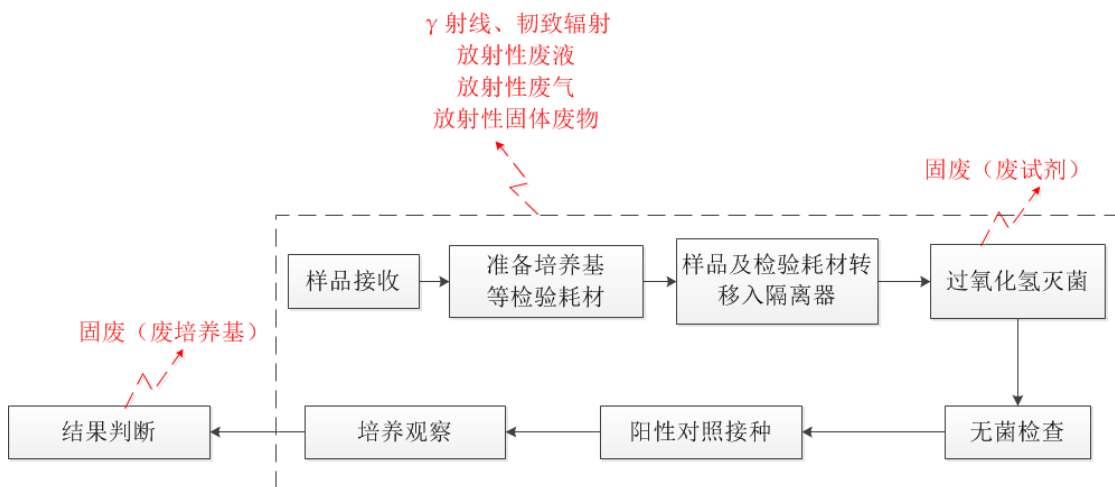 γ 射线、韧致辐射
放射性废液
放射性废气
放射性固体废物
固废（废试剂）
样品接收
准备培养基
等检验耗材
样品及检验耗材转
移入隔离器
过氧化氢灭菌
固废（废培养基）
结果判断
培养观察
阳性对照接种
无菌检查